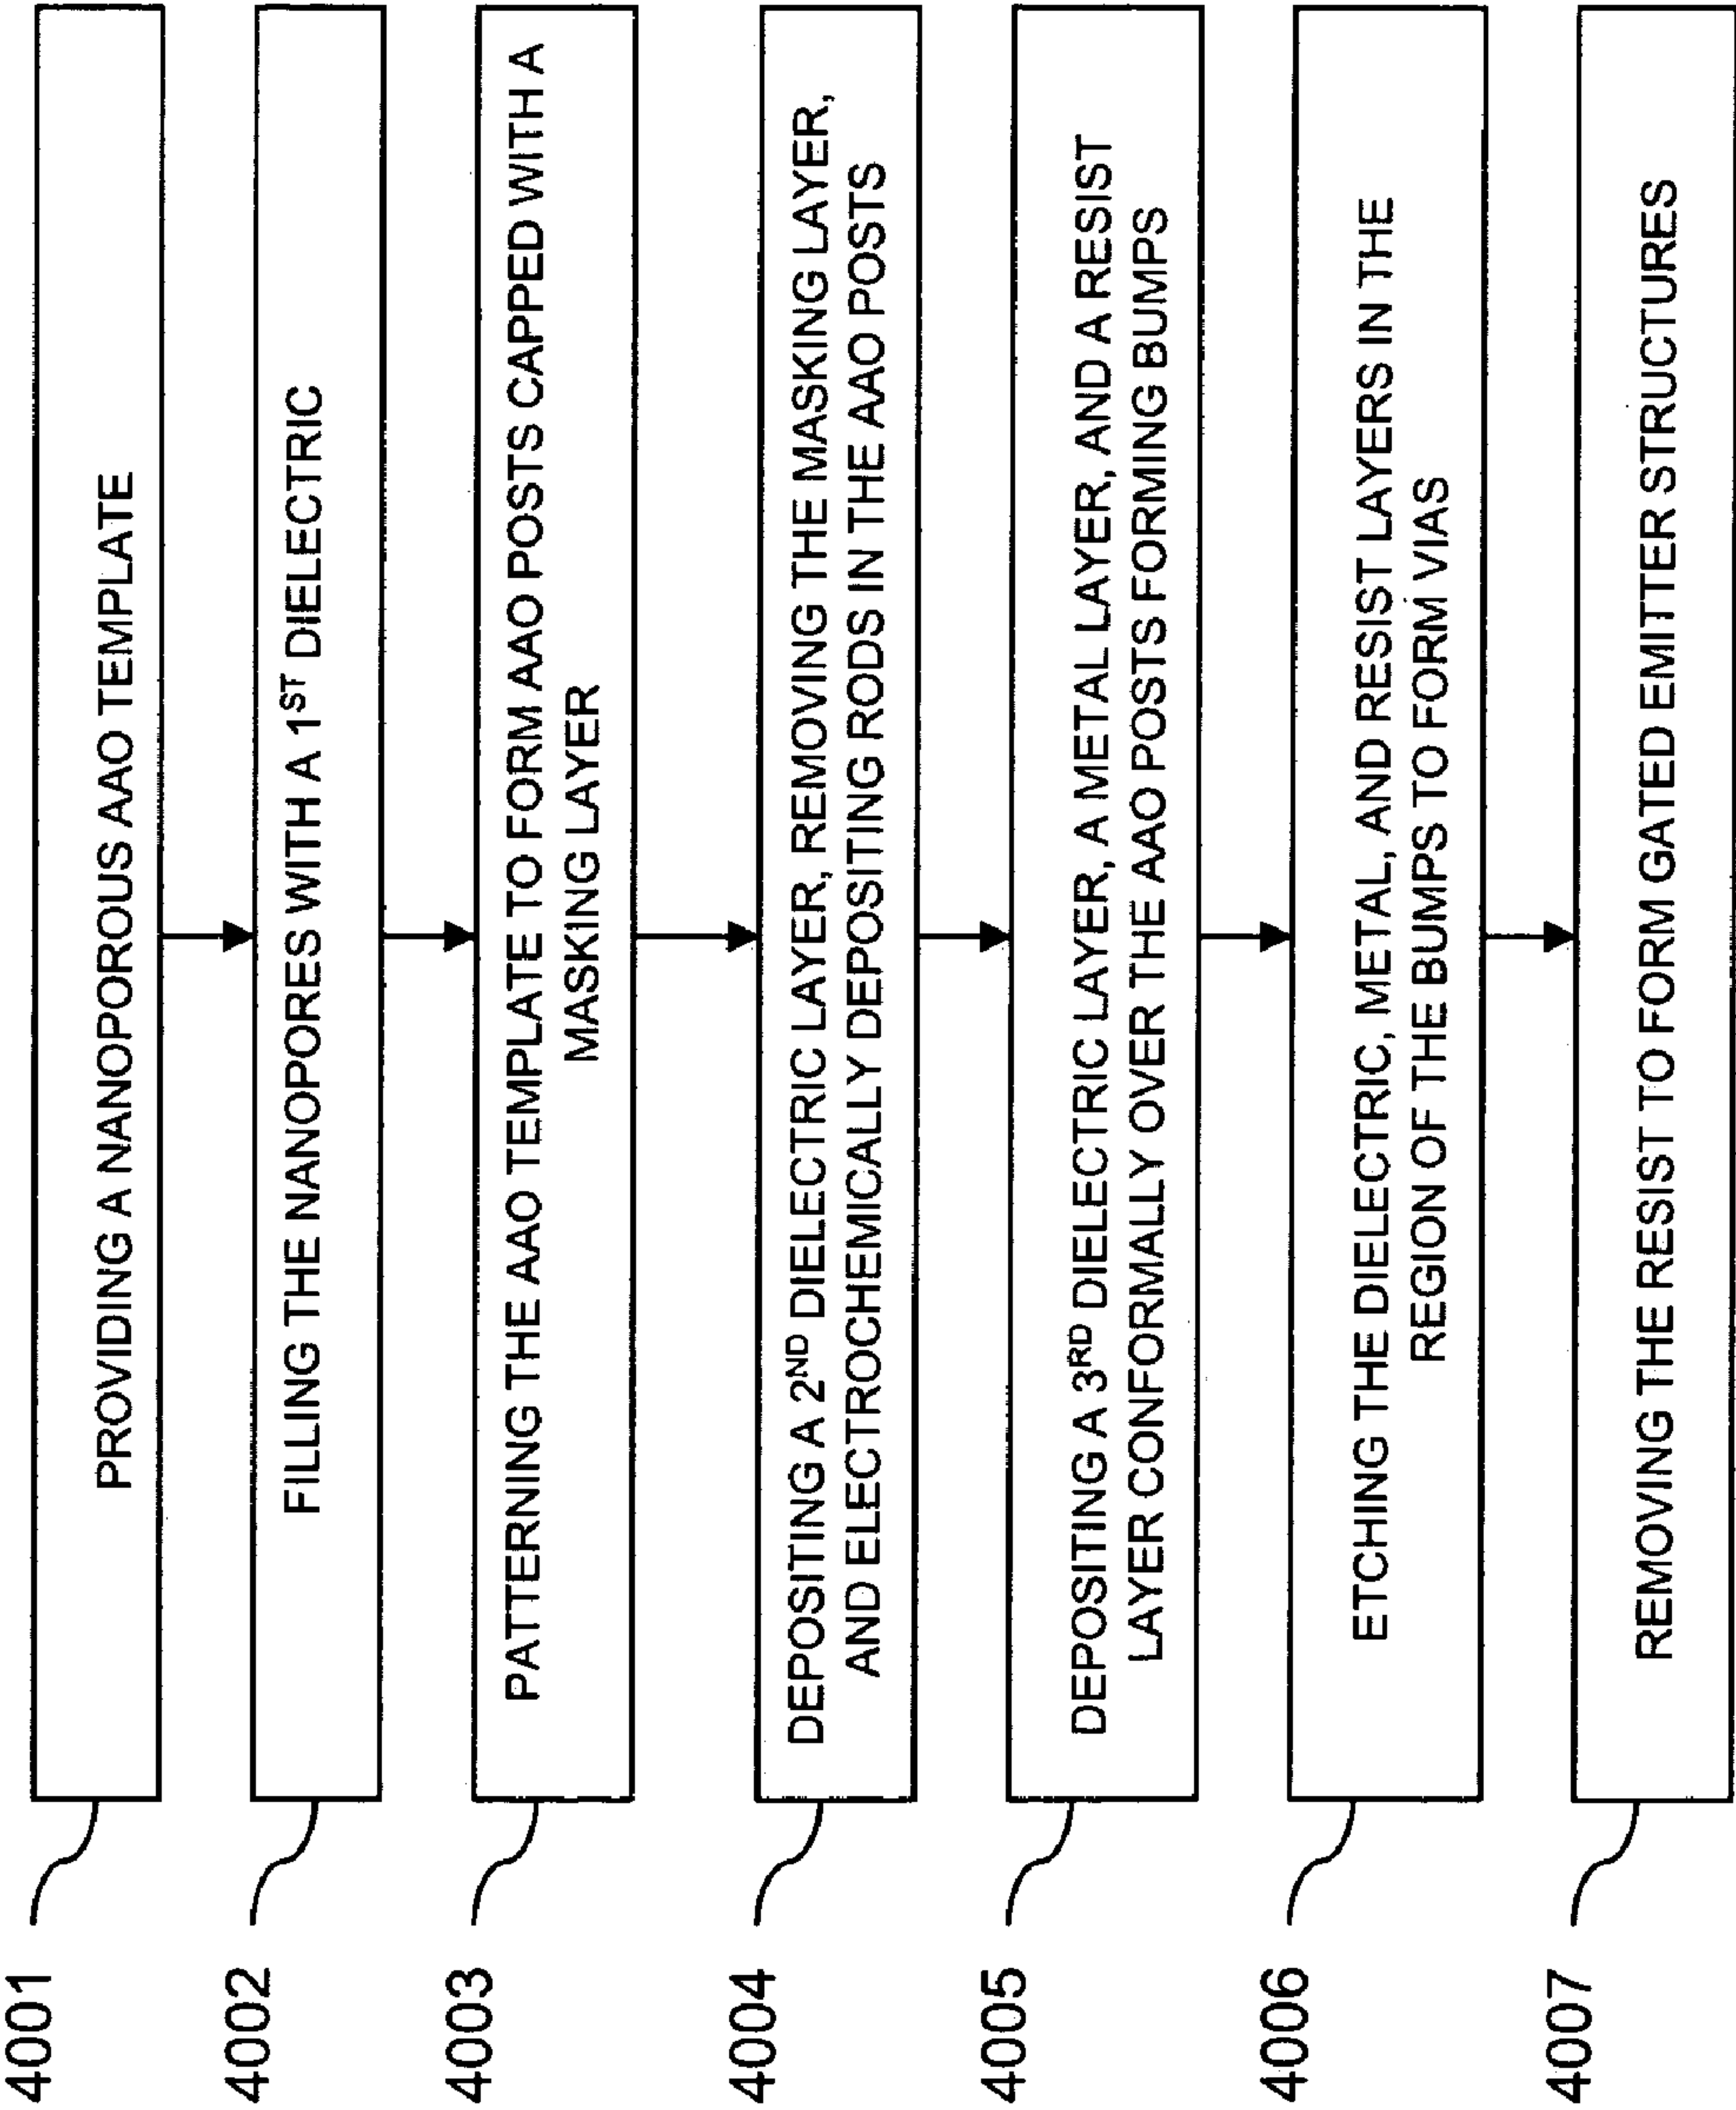 4001
PROVIDING A NANOPOROUS AAO TEMPLATE
4002
FILLING THE NANOPORES WITH A 1ST DIELECTRIC
4003
PATTERNING THE AAO TEMPLATE TO FORM AAO POSTS CAPPED WITH A
MASKING LAYER
4004
DEPOSITING A 2ND DIELECTRIC LAYER, REMOVING THE MASKING LAYER,
AND ELECTROCHEMICALLY DEPOSITING RODS IN THE AAO POSTS
4005
DEPOSITING A 3RD DIELECTRIC LAYER, A METAL LAYER, AND A RESIST
LAYER CONFORMALLY OVER THE AAO POSTS FORMING BUMPS
4006
ETCHING THE DIELECTRIC, METAL, AND RESIST LAYERS IN THE
REGION OF THE BUMPS TO FORM VIAS
4007
REMOVING THE RESIST TO FORM GATED EMITTER STRUCTURES